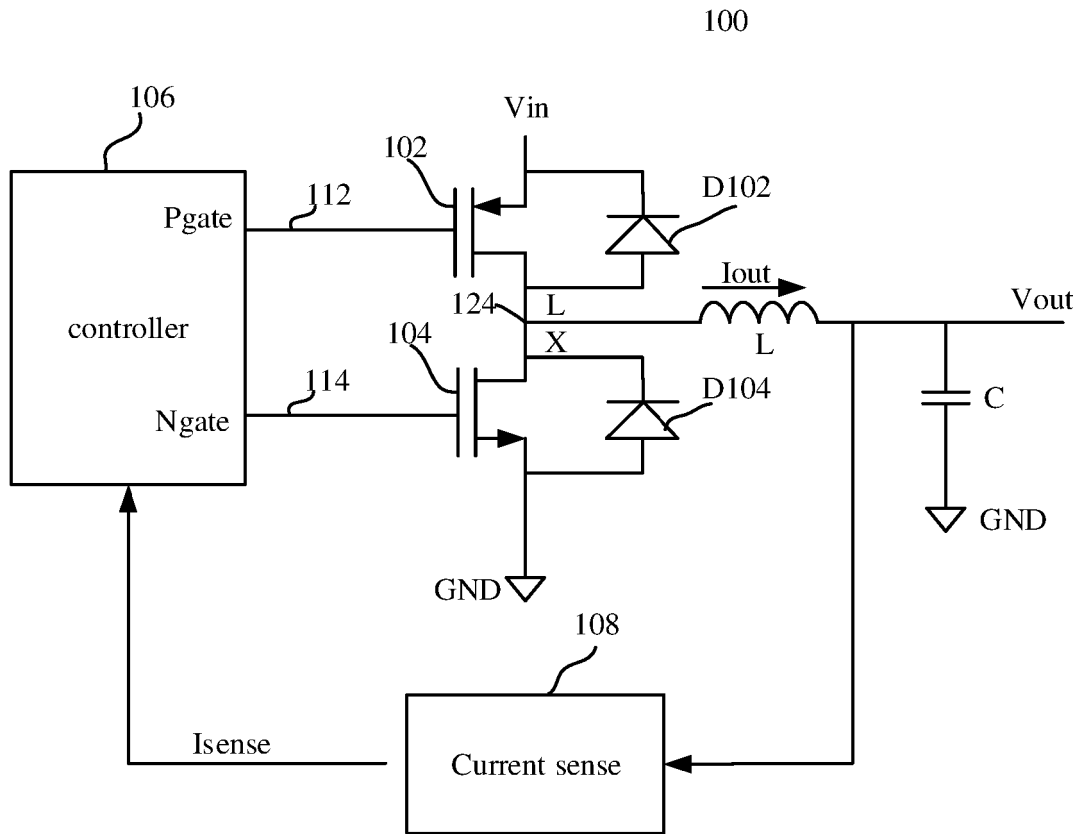 100
106
Vin
102
D102
112
Pgate
Iout
124
L
Vout
controller
L
X
104
114
D104
C
Ngate
GND
GND
108
Isense
Current sense